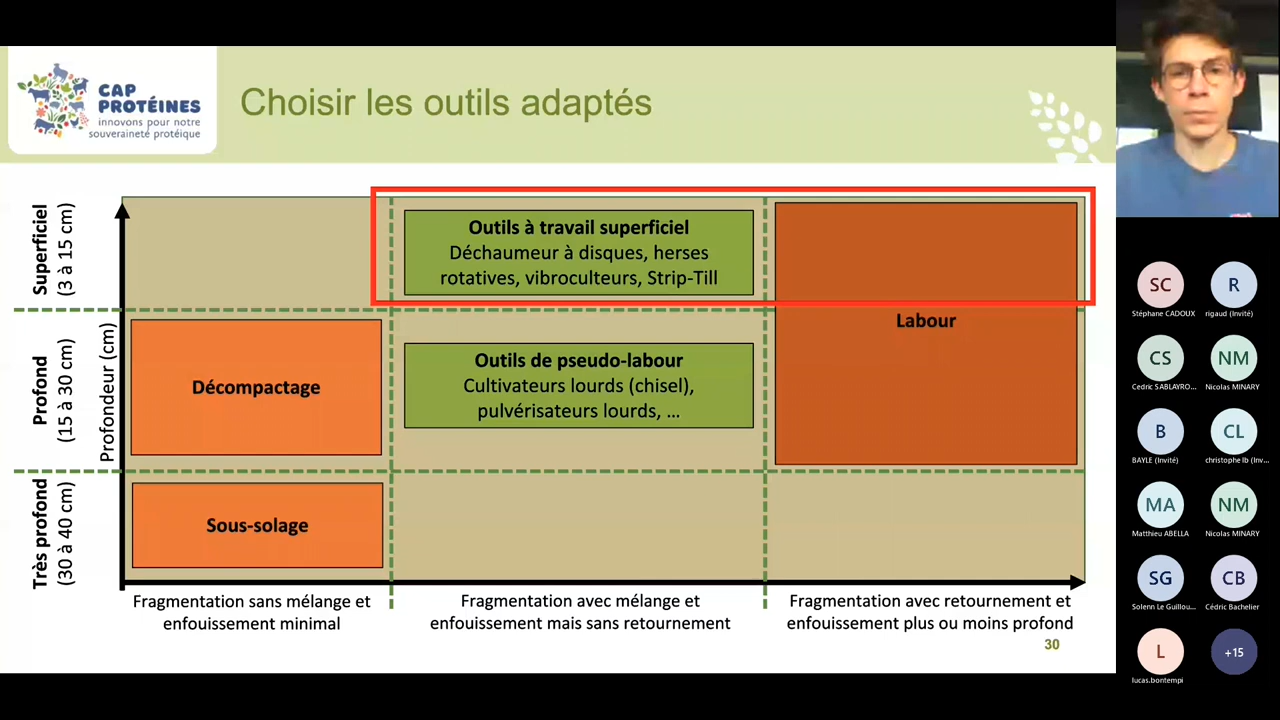 CAP
PROTÉINES
innovons pour notre
souveraineté protéique
Choisir les outils adaptés
Superficiel
(3 à 15 cm)
Profond
(15 à 30 cm)
Très profond
(30 à 40 cm)
Profondeur (cm)
Outils à travail superficiel
Déchaumeur à disques, herses
rotatives, vibroculteurs, Strip-Till
Labour
Décompactage
Outils de pseudo-labour
Cultivateurs lourds (chisel),
pulvérisateurs lourds, ...
Sous-solage
Fragmentation sans mélange et
enfouissement minimal
Fragmentation avec mélange et
enfouissement mais sans retournement
Fragmentation avec retournement et
enfouissement plus ou moins profond
30
SC
Stéphane CADOUX
R
rigaud (Invité)
CS
Cedric SABLAYRO...
NM
Nicolas MINARY
B
BAYLE (Invité)
CL
christophe lb (Inv...
MA
Matthieu ABELLA
NM
Nicolas MINARY
SG
Solenn Le Guillou...
CB
Cédric Bachelier
L
lucas.bontempi
+15